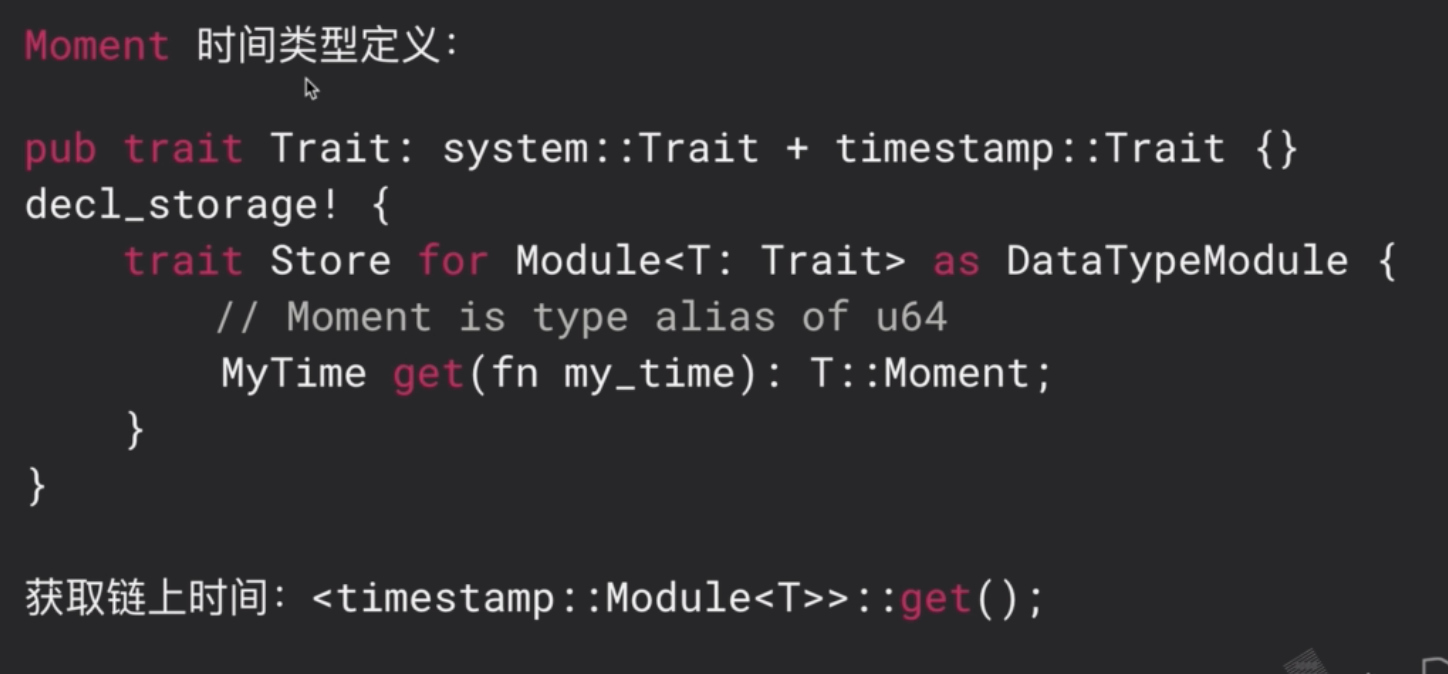 Moment 时间类型定义：
pub trait Trait: system::Trait + timestamp::Trait {}
decl_storage! {
    trait Store for Module<T: Trait> as DataTypeModule {
        // Moment is type alias of u64
        MyTime get(fn my_time): T::Moment;
    }
}
获取链上时间：<timestamp::Module<T>>::get();